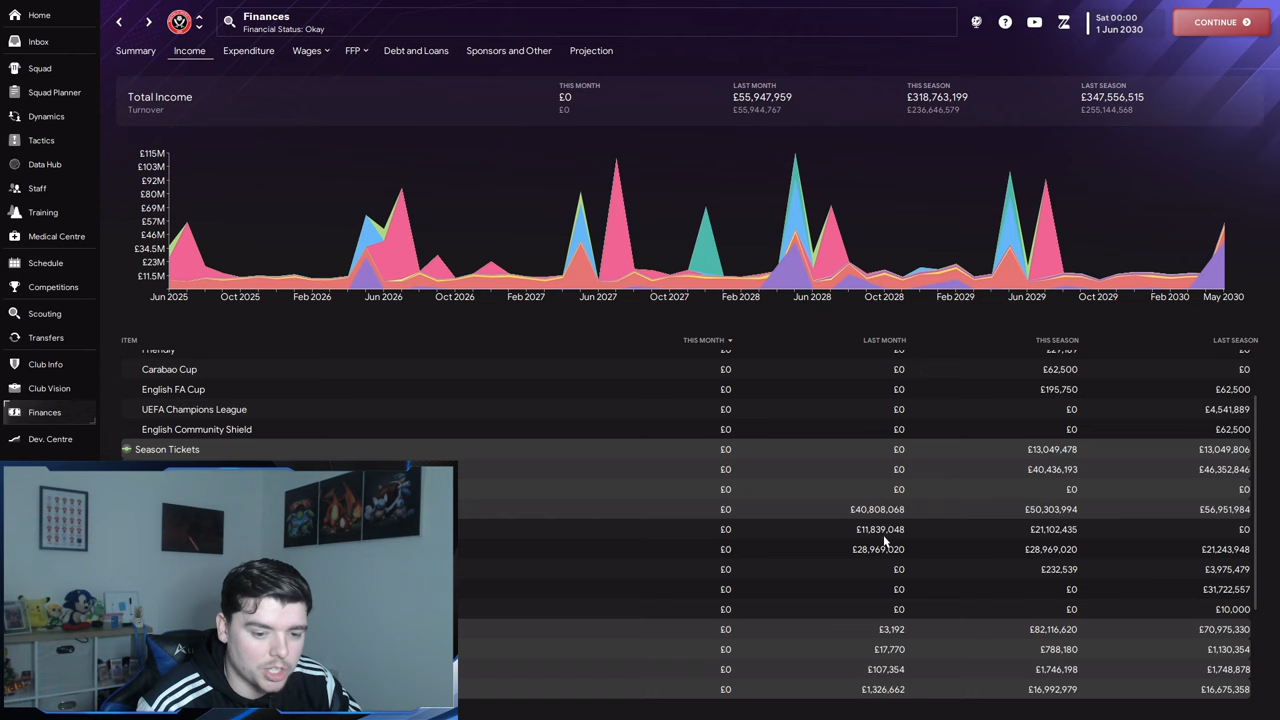 Home
Finances
Financial Status: Okay
Sat 00:00
1 Jun 2030
CONTINUE
Inbox
Summary
Income
Expenditure
Wages
FFP
Debt and Loans
Sponsors and Other
Projection
Squad
Squad Planner
Dynamics
Tactics
Data Hub
Staff
Training
Medical Centre
Schedule
Competitions
Scouting
Transfers
Club Info
Club Vision
Finances
Dev. Centre
THIS MONTH LAST MONTH THIS SEASON LAST SEASON
Total Income £0 £55,947,959 £318,763,199 £347,556,515
Turnover £0 £55,944,767 £236,646,579 £255,144,568
£115M
£103M
£92M
£80M
£69M
£57M
£46M
£34.5M
£23M
£11.5M
Jun 2025 Oct 2025 Feb 2026 Jun 2026 Oct 2026 Feb 2027 Jun 2027 Oct 2027 Feb 2028 Jun 2028 Oct 2028 Feb 2029 Jun 2029 Oct 2029 Feb 2030 May 2030
ITEM THIS MONTH LAST MONTH THIS SEASON LAST SEASON
Friendly £0 £0 £29,189 £0
Carabao Cup £0 £0 £62,500 £0
English FA Cup £0 £0 £195,750 £62,500
UEFA Champions League £0 £0 £0 £4,541,889
English Community Shield £0 £0 £0 £62,500
Season Tickets £0 £0 £13,049,478 £13,049,806
£0 £0 £40,436,193 £46,352,846
£0 £0 £0 £0
£0 £40,808,068 £50,303,994 £56,951,984
£0 £11,839,048 £21,102,435 £0
£0 £28,969,020 £28,969,020 £21,243,948
£0 £0 £232,539 £3,975,479
£0 £0 £0 £31,722,557
£0 £0 £0 £10,000
£0 £3,192 £82,116,620 £70,975,330
£0 £17,770 £788,180 £1,130,354
£0 £107,354 £1,746,198 £1,748,878
£0 £1,326,662 £16,992,979 £16,675,358